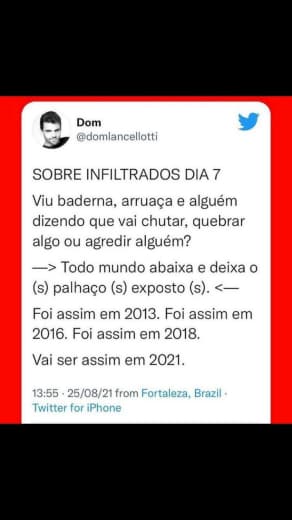 Dom
@domlancellotti
SOBRE INFILTRADOS DIA 7
Viu baderna, arruaça e alguém
dizendo que vai chutar, quebrar
algo ou agredir alguém?
—> Todo mundo abaixa e deixa o
(s) palhaço (s) exposto (s). <—
Foi assim em 2013. Foi assim em
2016. Foi assim em 2018.
Vai ser assim em 2021.
13:55 · 25/08/21 from Fortaleza, Brazil ·
Twitter for iPhone